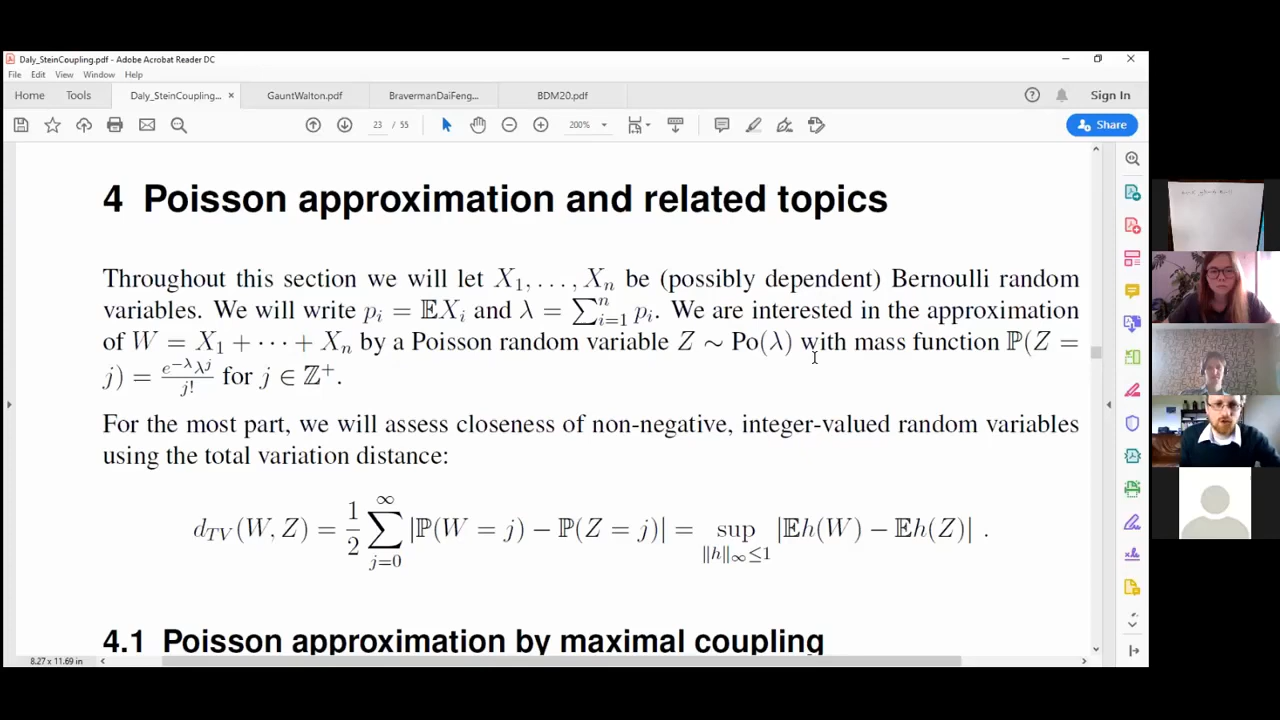 Daly_SteinCoupling.pdf - Adobe Acrobat Reader DC
File Edit View Window Help
Home Tools Daly_SteinCoupling... × GauntWalton.pdf BravermanDaiFeng... BDM20.pdf Sign In
23 / 55 200% Share
4 Poisson approximation and related topics
Throughout this section we will let X₁, . . . , Xₙ be (possibly dependent) Bernoulli random
variables. We will write pᵢ = 𝔼Xᵢ and λ = ∑ⁿᵢ₌₁ pᵢ. We are interested in the approximation
of W = X₁ + · · · + Xₙ by a Poisson random variable Z ∼ Po(λ) with mass function ℙ(Z =
j) = e^{-λ}λ^j / j! for j ∈ ℤ⁺.
For the most part, we will assess closeness of non-negative, integer-valued random variables
using the total variation distance:
d_{TV}(W, Z) = 1/2 ∑_{j=0}^{∞} |ℙ(W = j) − ℙ(Z = j)| = sup_{‖h‖_∞≤1} |𝔼h(W) − 𝔼h(Z)| .
4.1 Poisson approximation by maximal coupling
8.27 x 11.69 in